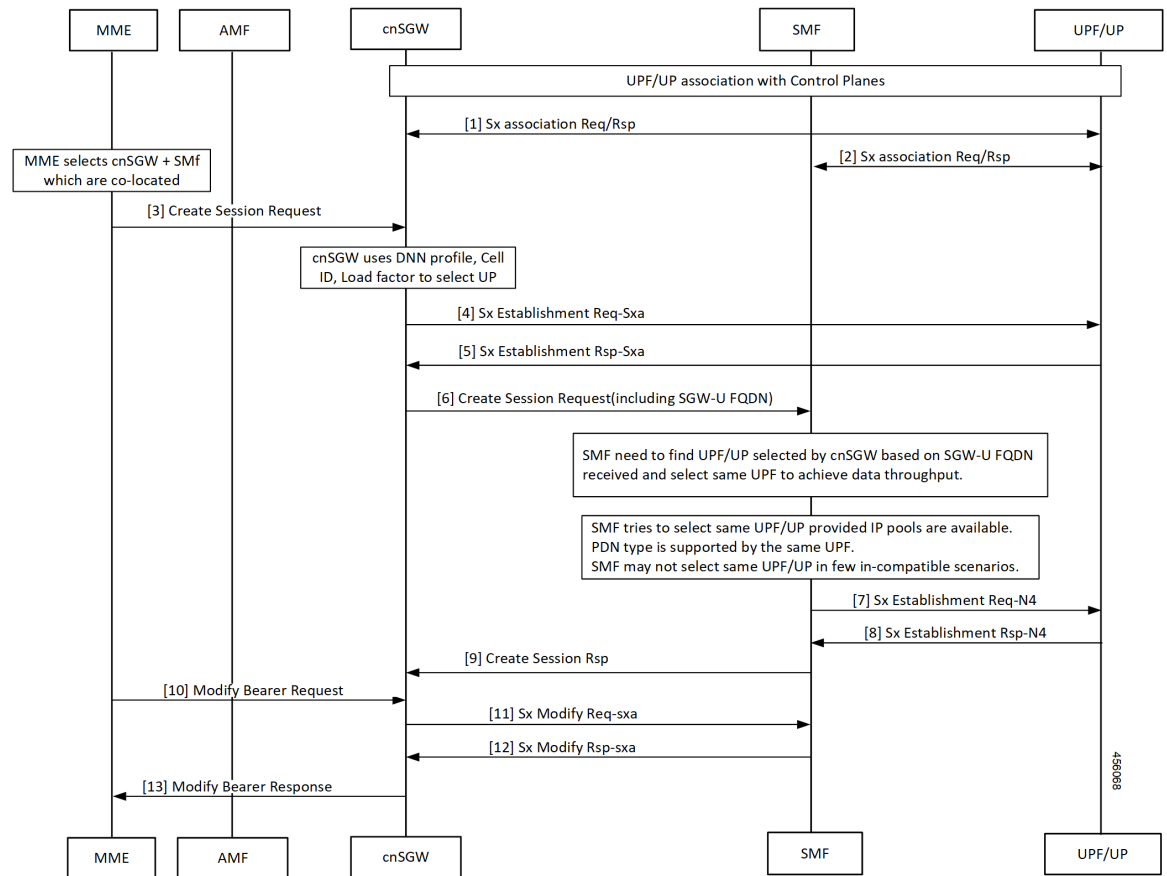 MME
AMF
cnSGW
SMF
UPF/UP
UPF/UP association with Control Planes
[1] Sx association Req/Rsp
MME selects cnSGW + SMf
which are co-located
[2] Sx association Req/Rsp
[3] Create Session Request
cnSGW uses DNN profile, Cell
ID, Load factor to select UP
[4] Sx Establishment Req-Sxa
[5] Sx Establishment Rsp-Sxa
[6] Create Session Request(including SGW-U FQDN)
SMF need to find UPF/UP selected by cnSGW based on SGW-U FQDN
received and select same UPF to achieve data throughput.
SMF tries to select same UPF/UP provided IP pools are available.
PDN type is supported by the same UPF.
SMF may not select same UPF/UP in few in-compatible scenarios.
[7] Sx Establishment Req-N4
[8] Sx Establishment Rsp-N4
[9] Create Session Rsp
[10] Modify Bearer Request
[11] Sx Modify Req-sxa
[12] Sx Modify Rsp-sxa
[13] Modify Bearer Response
456068
MME
AMF
cnSGW
SMF
UPF/UP